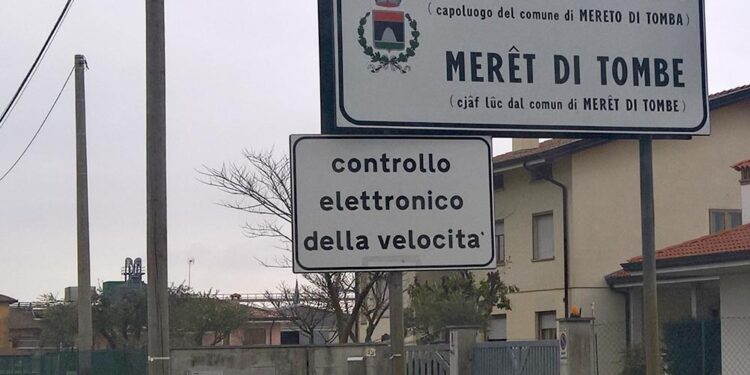 (capoluogo del comune di MERETO DI TOMBA)
MERÊT DI TOMBE
(cjâf lûc dal comun di MERÊT DI TOMBE)
controllo
elettronico
della velocita'